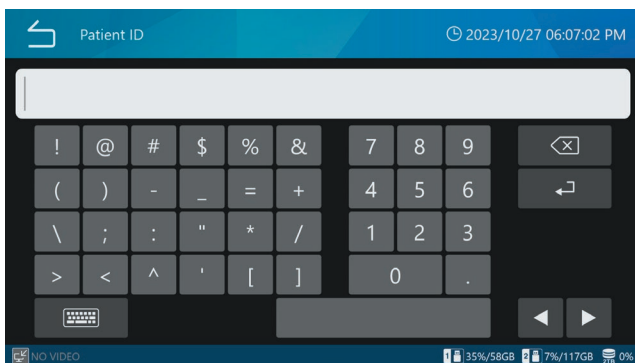 Patient ID 2023/10/27 06:07:02 PM
! @ # $ % & 7 8 9
( ) - _ = + 4 5 6
\ ; : " * / 1 2 3
> < ^ ' [ ] 0 .
NO VIDEO 1 35%/58GB 2 7%/117GB 2TB 0%